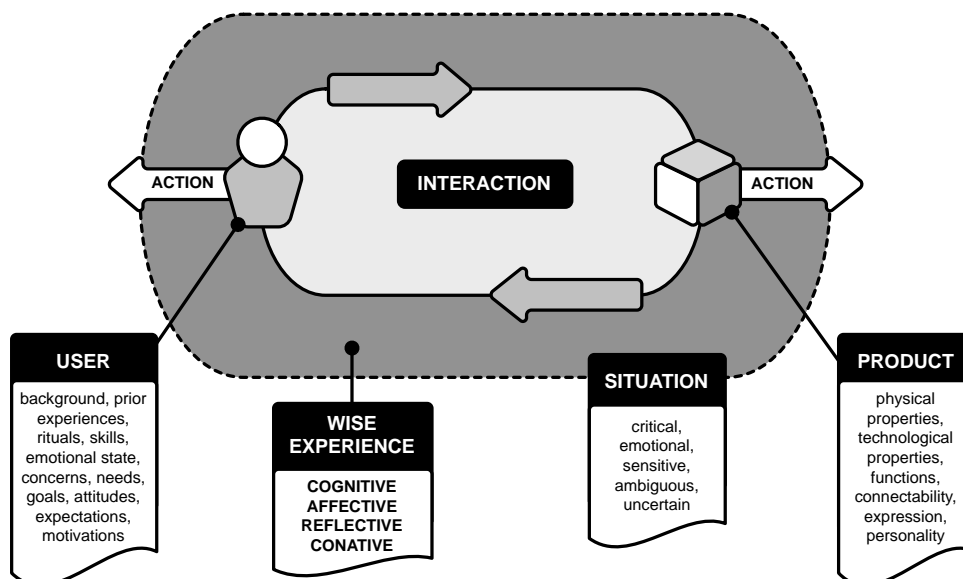 INTERACTION
ACTION
ACTION
USER
background, prior
experiences,
rituals, skills,
emotional state,
concerns, needs,
goals, attitudes,
expectations,
motivations
WISE
EXPERIENCE
COGNITIVE
AFFECTIVE
REFLECTIVE
CONATIVE
SITUATION
critical,
emotional,
sensitive,
ambiguous,
uncertain
PRODUCT
physical
properties,
technological
properties,
functions,
connectability,
expression,
personality